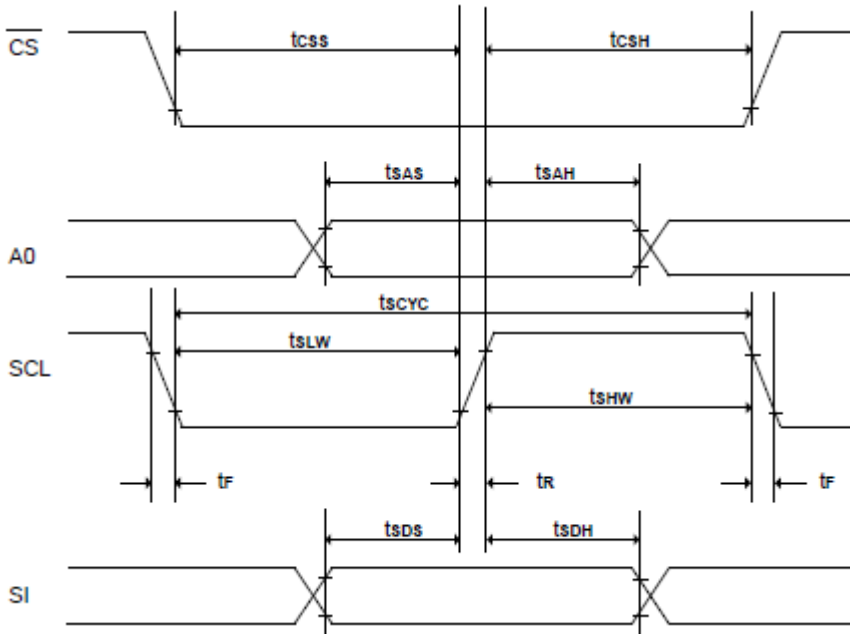 CS
tCSS
tCSH
tSAS
tSAH
A0
tSCYC
SCL
tSLW
tSHW
tF
tR
tF
tSDS
tSDH
SI